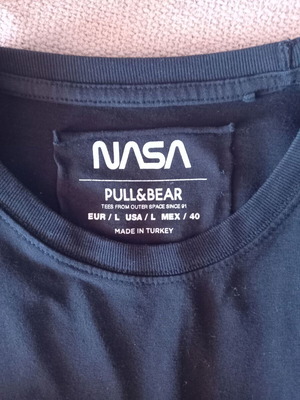 NASA
PULL&BEAR
TEES FROM OUTER SPACE SINCE 91
EUR / L USA / L MEX / 40
MADE IN TURKEY